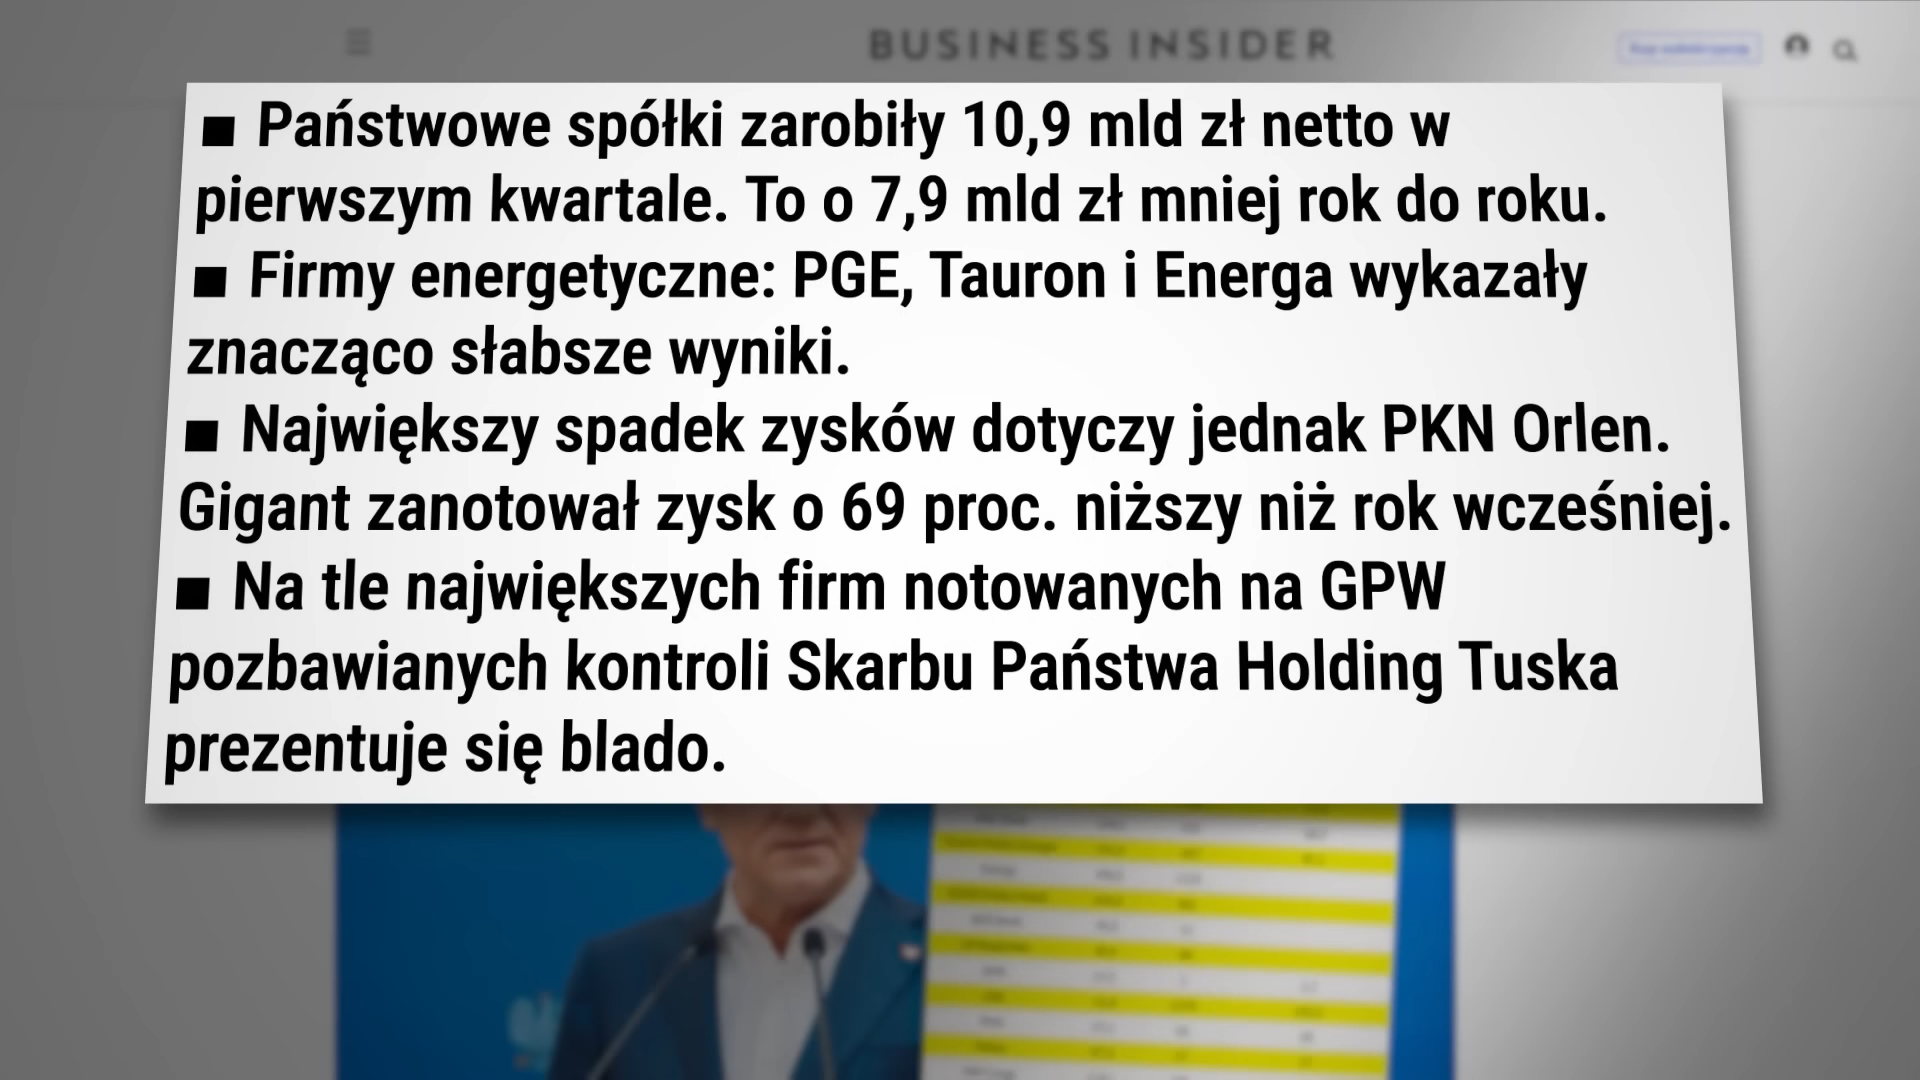 BUSINESS INSIDER
▪ Państwowe spółki zarobiły 10,9 mld zł netto w
pierwszym kwartale. To o 7,9 mld zł mniej rok do roku.
▪ Firmy energetyczne: PGE, Tauron i Energa wykazały
znacząco słabsze wyniki.
▪ Największy spadek zysków dotyczy jednak PKN Orlen.
Gigant zanotował zysk o 69 proc. niższy niż rok wcześniej.
▪ Na tle największych firm notowanych na GPW
pozbawianych kontroli Skarbu Państwa Holding Tuska
prezentuje się blado.